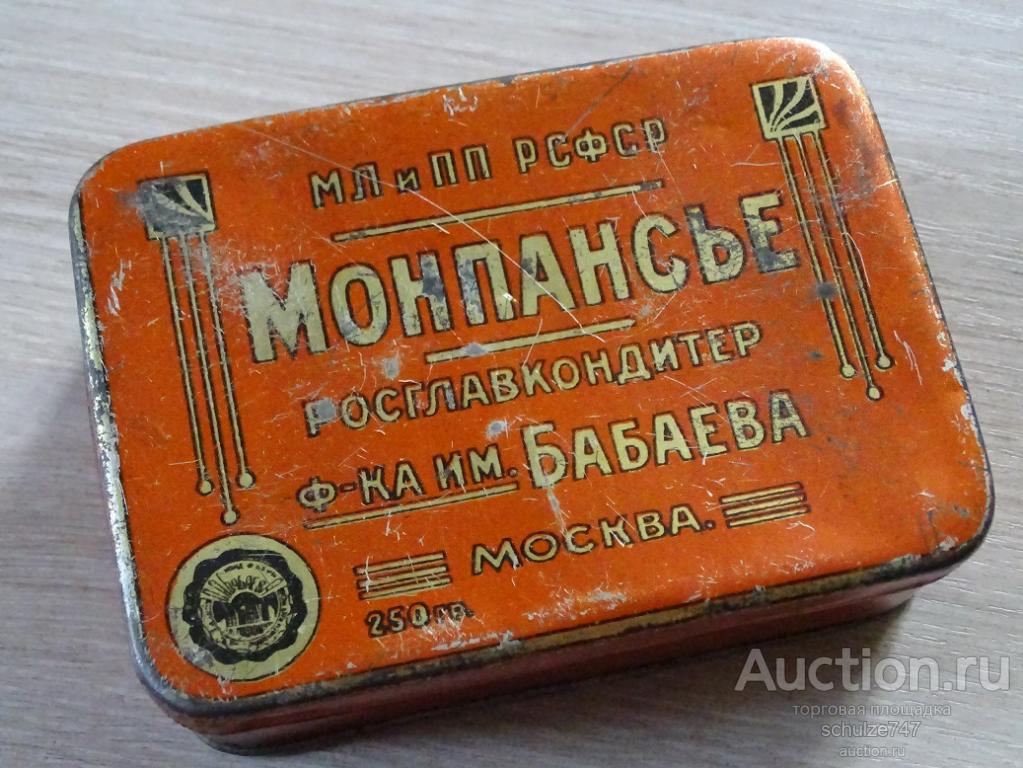 МЛ и ПП РСФСР
МОНПАНСЬЕ
РОСГЛАВКОНДИТЕР
Ф-КА ИМ. БАБАЕВА
МОСКВА.
250 гр.
Auction.ru
торговая площадка
schulze747
auction.ru